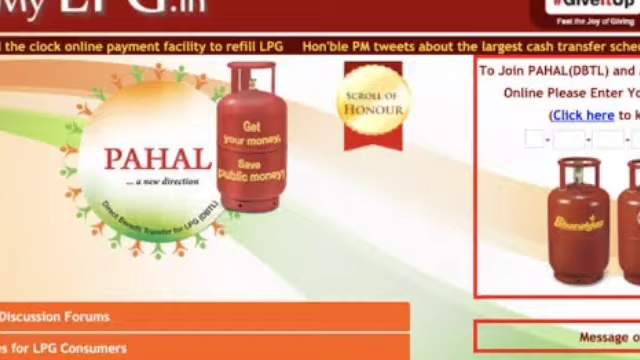 My LPG.in
#GiveItUp
Feel the Joy of Giving
the clock online payment facility to refill LPG Hon'ble PM tweets about the largest cash transfer
To Join PAHAL(DBTL) and
Online Please Enter
(Click here to
SCROLL OF
HONOUR
Get
your money,
Save
public money
PAHAL
... a new direction
Direct Benefit Transfer for LPG (DBTL)
Bharatgas
Discussion Forums
for LPG Consumers
Message